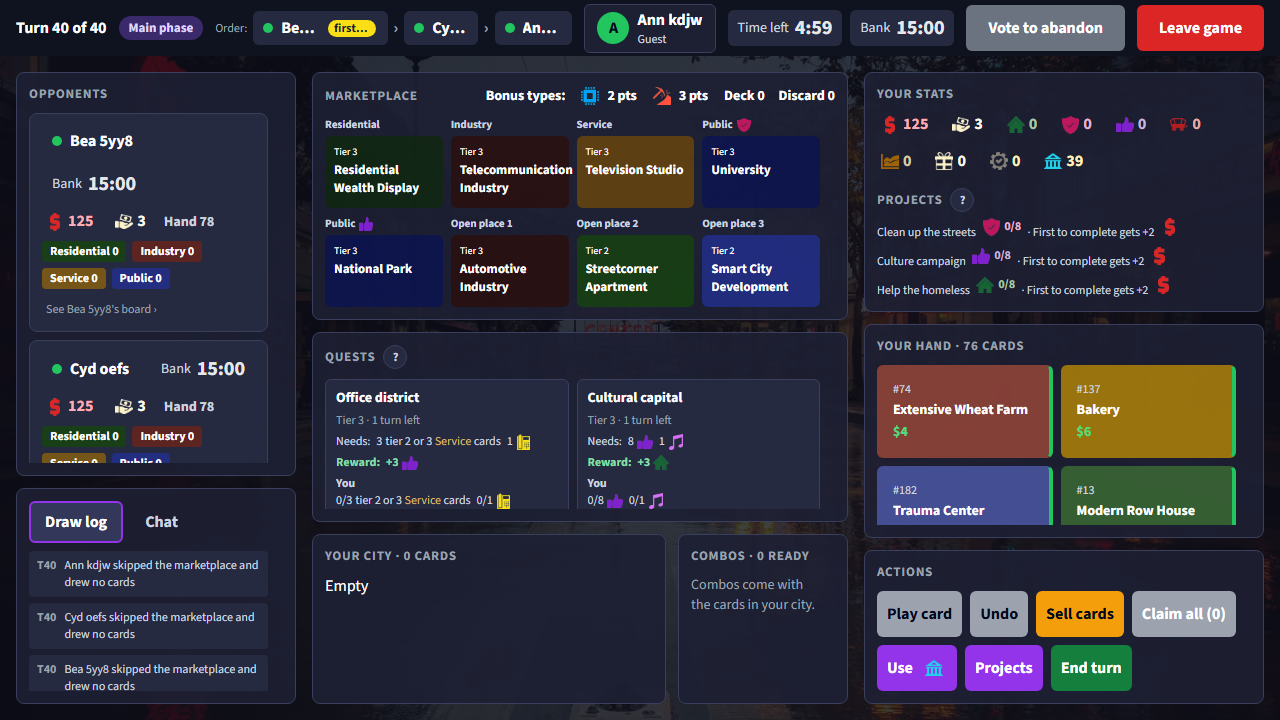 Turn 40 of 40
Main phase
Order:
Be...
first...
›
Cy...
›
An...
A
Ann kdjw
Guest
Time left 4:59
Bank 15:00
Vote to abandon
Leave game
OPPONENTS
Bea 5yy8
Bank 15:00
125
3
Hand 78
Residential 0
Industry 0
Service 0
Public 0
See Bea 5yy8's board ›
Cyd oefs
Bank 15:00
125
3
Hand 78
Residential 0
Industry 0
Service 0
Public 0
Draw log
Chat
T40 Ann kdjw skipped the marketplace and
drew no cards
T40 Cyd oefs skipped the marketplace and
drew no cards
T40 Bea 5yy8 skipped the marketplace and
drew no cards
MARKETPLACE
Bonus types:
2 pts
3 pts
Deck 0
Discard 0
Residential
Tier 3
Residential
Wealth Display
Industry
Tier 3
Telecommunication
Industry
Service
Tier 3
Television Studio
Public
Tier 3
University
Public
Tier 3
National Park
Open place 1
Tier 3
Automotive
Industry
Open place 2
Tier 2
Streetcorner
Apartment
Open place 3
Tier 2
Smart City
Development
QUESTS
?
Office district
Tier 3 · 1 turn left
Needs: 3 tier 2 or 3 Service cards 1
Reward: +3
You
0/3 tier 2 or 3 Service cards 0/1
Cultural capital
Tier 3 · 1 turn left
Needs: 8 1
Reward: +3
You
0/8 0/1
YOUR CITY · 0 CARDS
Empty
COMBOS · 0 READY
Combos come with
the cards in your city.
YOUR STATS
125
3
0
0
0
0
0
0
0
39
PROJECTS
?
Clean up the streets 0/8 · First to complete gets +2
Culture campaign 0/8 · First to complete gets +2
Help the homeless 0/8 · First to complete gets +2
YOUR HAND · 76 CARDS
#74
Extensive Wheat Farm
$4
#137
Bakery
$6
#182
Trauma Center
#13
Modern Row House
ACTIONS
Play card
Undo
Sell cards
Claim all (0)
Use
Projects
End turn